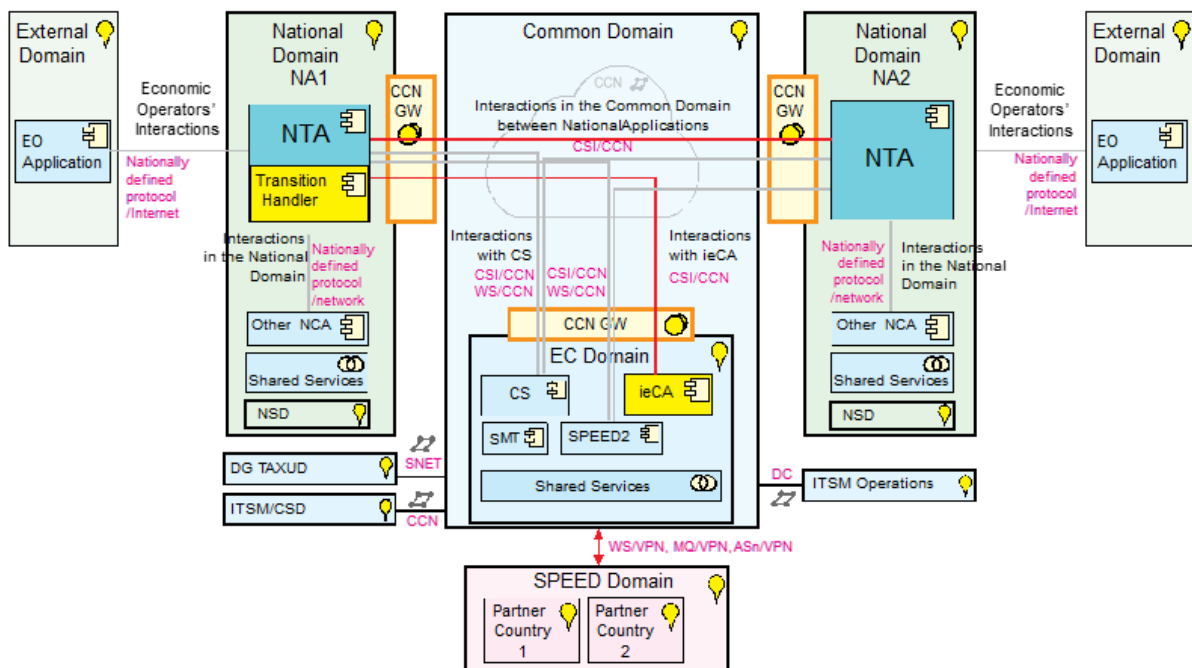 External
Domain
EO
Application
Economic
Operators'
Interactions
Nationally
defined
protocol
/Internet
National
Domain
NA1
NTA
Transition
Handler
Interactions
in the National
Domain
Nationally
defined
protocol
/network
Other NCA
Shared Services
NSD
CCN
GW
Common Domain
CCN
Interactions in the Common Domain
between NationalApplications
CSI/CCN
Interactions
with CS
CSI/CCN
WS/CCN
CSI/CCN
WS/CCN
Interactions
with ieCA
CSI/CCN
CCN GW
EC Domain
CS
ieCA
SMT
SPEED2
Shared Services
CCN
GW
National
Domain
NA2
NTA
Nationally
defined
protocol
/network
Interactions
in the National
Domain
Other NCA
Shared Services
NSD
Economic
Operators'
Interactions
Nationally
defined
protocol
/Internet
External
Domain
EO
Application
DG TAXUD
SNET
ITSM/CSD
CCN
DC
ITSM Operations
WS/VPN, MQ/VPN, ASn/VPN
SPEED Domain
Partner
Country
1
Partner
Country
2